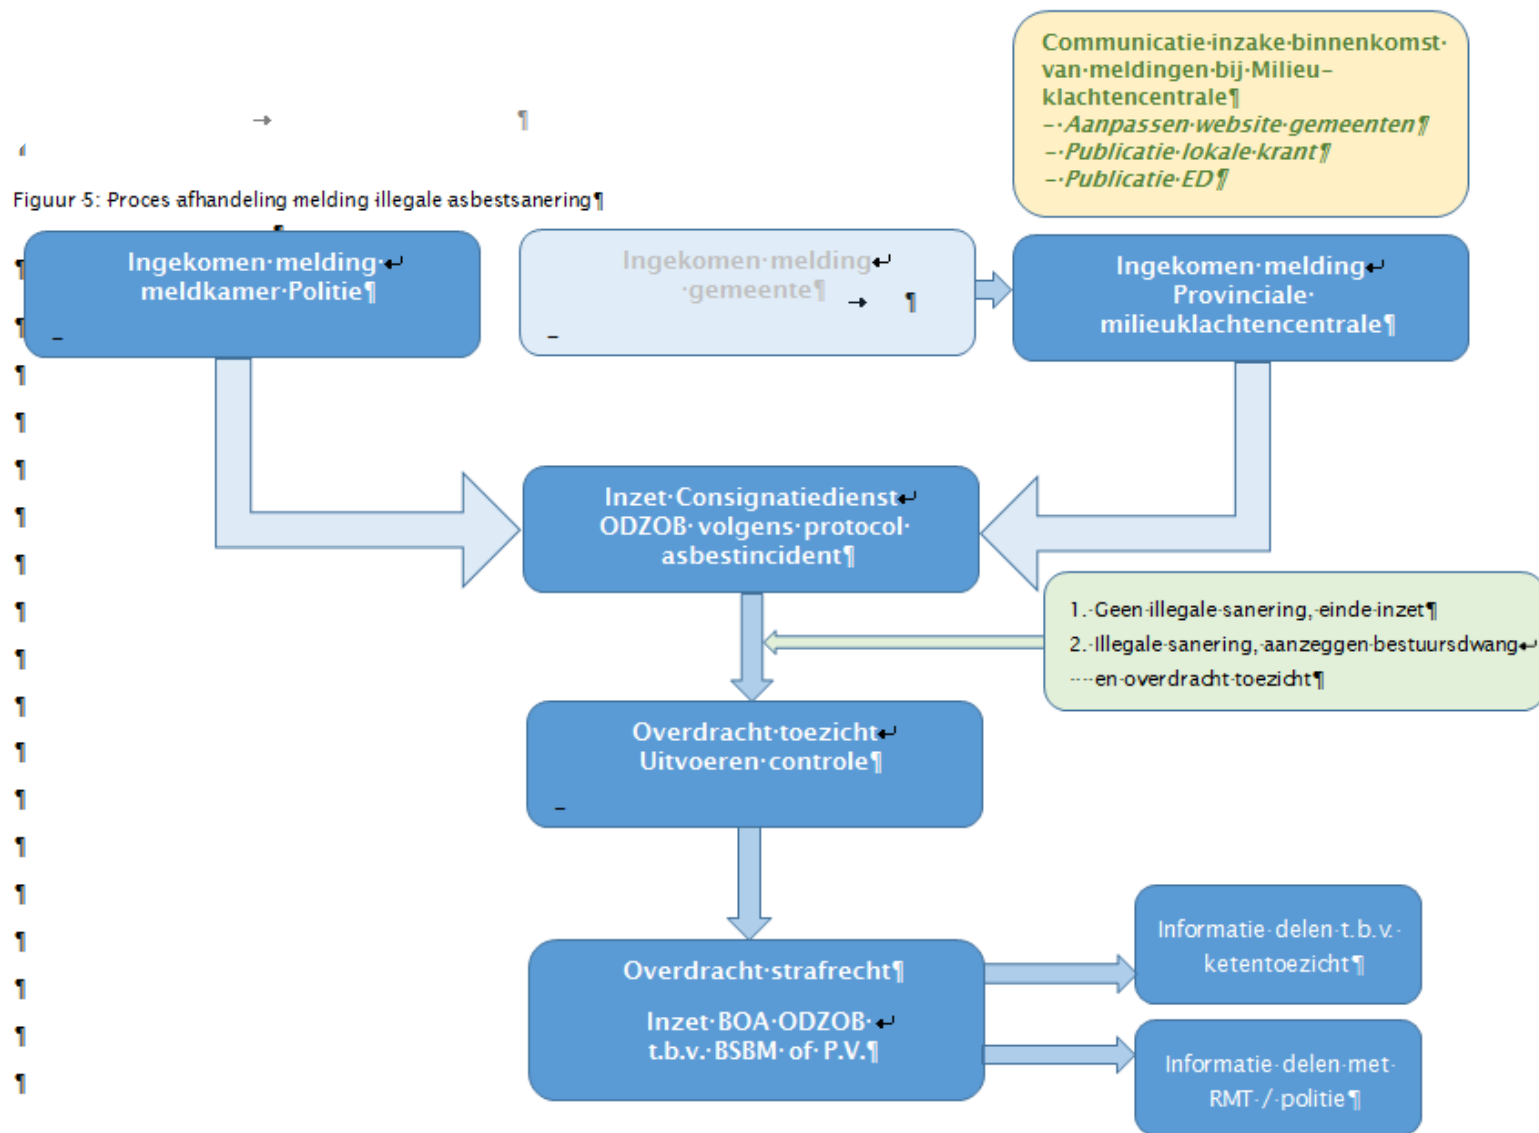 Communicatie inzake binnenkomst
van meldingen bij Milieu-
klachtencentrale¶
- Aanpassen website gemeenten¶
- Publicatie lokale krant¶
- Publicatie ED¶
→ ¶
Figuur 5: Proces afhandeling melding illegale asbestsanering¶
Ingekomen melding
meldkamer Politie¶
Ingekomen melding
gemeente¶ → ¶
Ingekomen melding
Provinciale
milieuklachtencentrale¶
Inzet Consignatiedienst
ODZOB volgens protocol
asbestincident¶
1. Geen illegale sanering, einde inzet¶
2. Illegale sanering, aanzeggen bestuursdwang
en overdracht toezicht¶
Overdracht toezicht
Uitvoeren controle¶
Overdracht strafrecht¶
Inzet BOA ODZOB
t.b.v. BSBM of P.V.¶
Informatie delen t.b.v.
ketentoezicht¶
Informatie delen met
RMT / politie¶